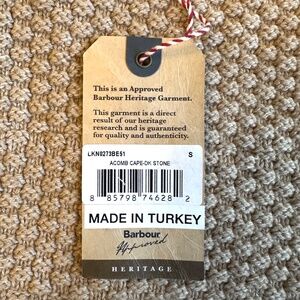 This is an Approved
Barbour Heritage Garment.
This garment is a direct
result of our heritage
research and is guaranteed
for quality and authenticity.
LKN0273BE51 S
ACOMB CAPE-DK STONE
8 85798 74628 2
MADE IN TURKEY
Barbour
Approved
HERITAGE